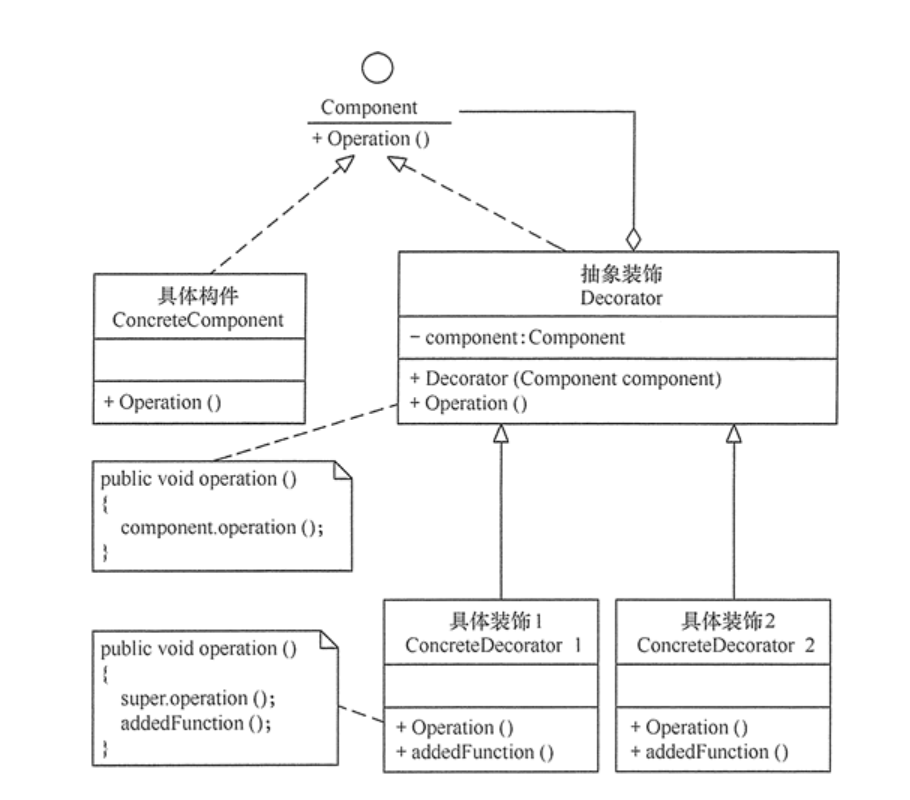 Component
+ Operation ()
具体构件
ConcreteComponent
+ Operation ()
抽象装饰
Decorator
- component:Component
+ Decorator (Component component)
+ Operation ()
public void operation ()
{
component.operation ();
}
public void operation ()
{
super.operation ();
addedFunction ();
}
具体装饰1
ConcreteDecorator 1
+ Operation ()
+ addedFunction ()
具体装饰2
ConcreteDecorator 2
+ Operation ()
+ addedFunction ()